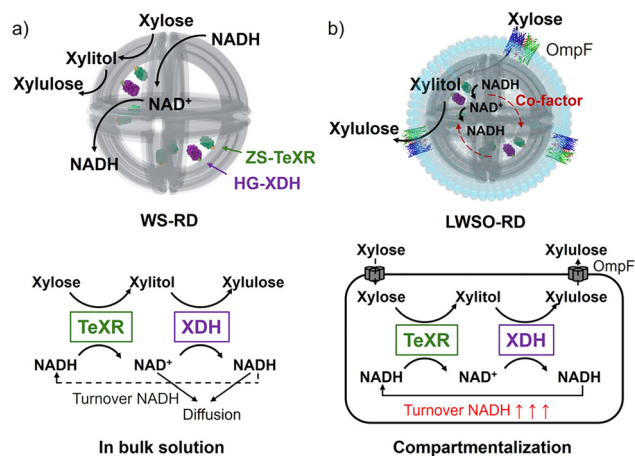 a)
Xylose
NADH
Xylitol
Xylulose
NAD+
NADH
ZS-TeXR
HG-XDH
WS-RD
Xylose Xylitol Xylulose
TeXR XDH
NADH NAD+ NADH
Turnover NADH
Diffusion
In bulk solution
b)
Xylose
OmpF
Xylitol
NADH
NAD+
Co-factor
NADH
Xylulose
LWSO-RD
Xylose Xylulose
OmpF
Xylose Xylitol Xylulose
TeXR XDH
NADH NAD+ NADH
Turnover NADH ↑ ↑ ↑
Compartmentalization